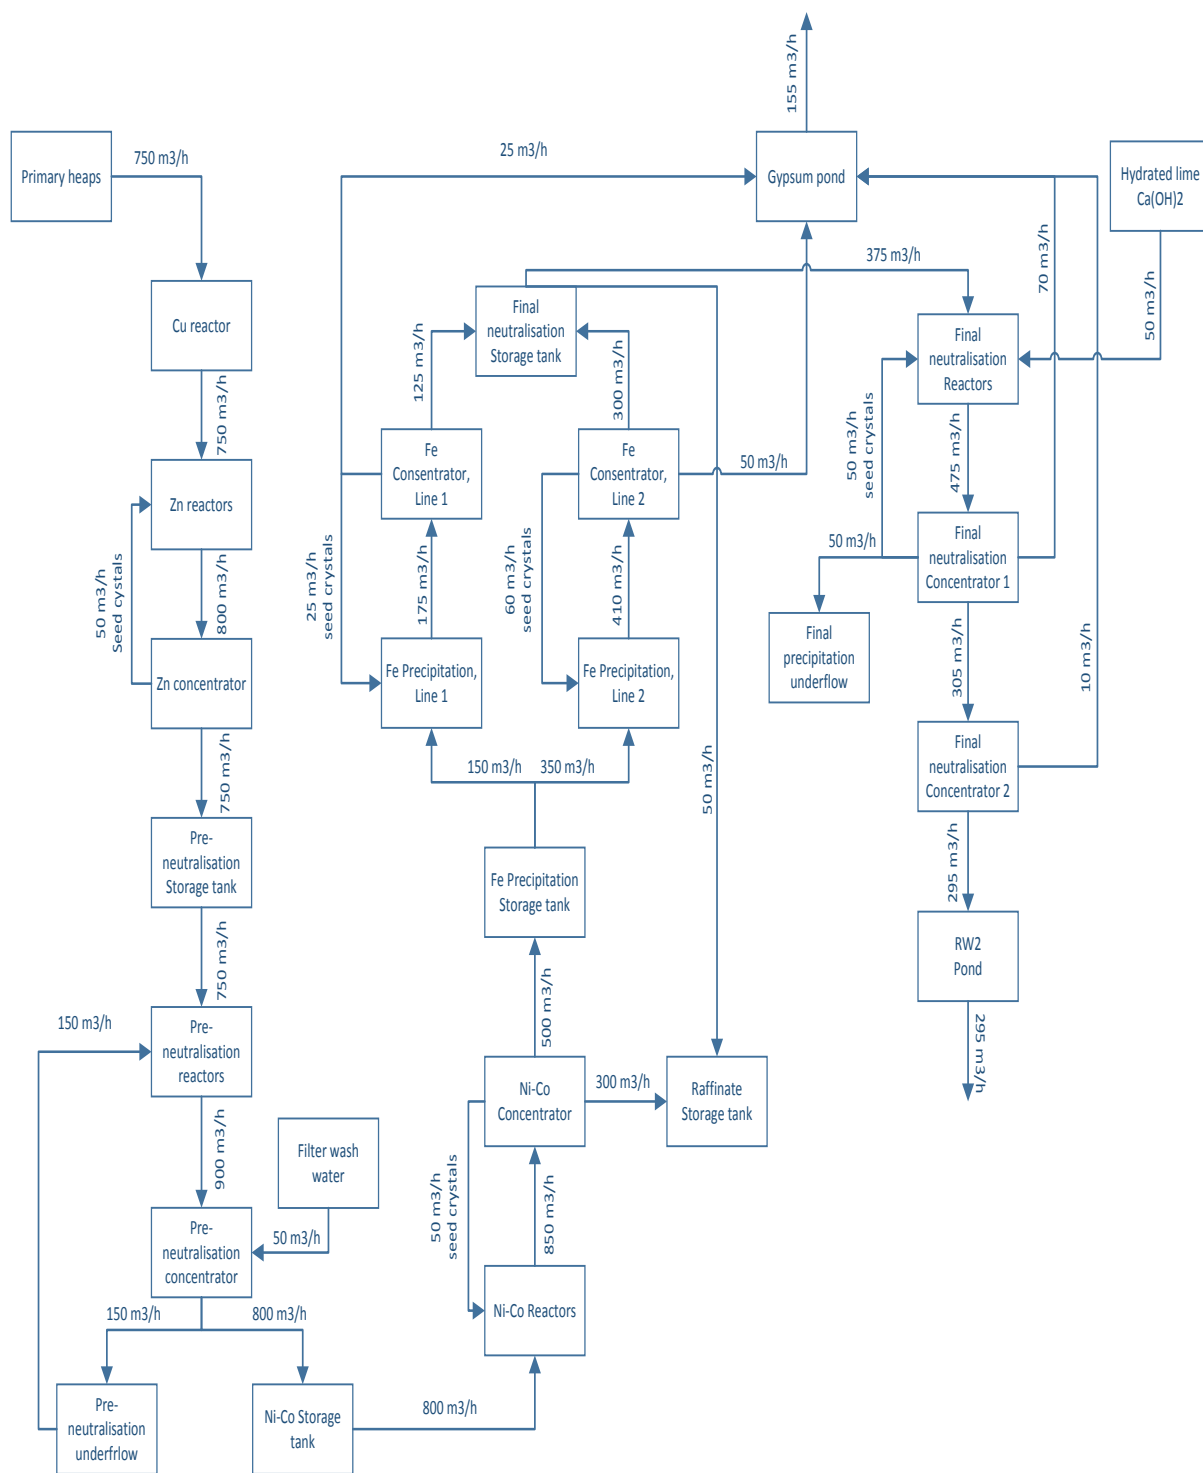 155 m3/h
750 m3/h
Primary heaps
25 m3/h
Gypsum pond
Hydrated lime
Ca(OH)2
375 m3/h
70 m3/h
50 m3/h
Cu reactor
Final
neutralisation
Storage tank
125 m3/h
300 m3/h
Final
neutralisation
Reactors
750 m3/h
Fe
Consentrator,
Line 1
Fe
Consentrator,
Line 2
50 m3/h
50 m3/h
seed crystals
475 m3/h
Zn reactors
50 m3/h
Seed cystals
800 m3/h
25 m3/h
seed crystals
175 m3/h
60 m3/h
seed crystals
410 m3/h
50 m3/h
Final
neutralisation
Concentrator 1
Final
precipitation
underflow
305 m3/h
10 m3/h
Zn concentrator
Fe Precipitation,
Line 1
Fe Precipitation,
Line 2
750 m3/h
150 m3/h
350 m3/h
50 m3/h
Final
neutralisation
Concentrator 2
Pre-
neutralisation
Storage tank
Fe Precipitation
Storage tank
295 m3/h
750 m3/h
500 m3/h
RW2
Pond
295 m3/h
150 m3/h
Pre-
neutralisation
reactors
Ni-Co
Concentrator
300 m3/h
Raffinate
Storage tank
900 m3/h
Filter wash
water
50 m3/h
seed crystals
850 m3/h
Pre-
neutralisation
concentrator
50 m3/h
Ni-Co Reactors
150 m3/h
800 m3/h
Pre-
neutralisation
underfrlow
Ni-Co Storage
tank
800 m3/h